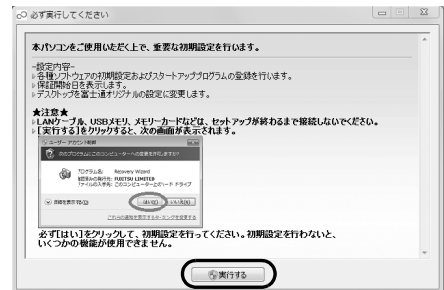 必ず実行してください
本パソコンをご使用いただく上で、重要な初期設定を行います。
-設定内容-
▷各種ソフトウェアの初期設定およびスタートアッププログラムの登録を行います。
▷保証開始日を表示します。
▷デスクトップを富士通オリジナルの設定に変更します。
★注意★
▷LANケーブル、USBメモリ、メモリーカードなどは、セットアップが終わるまで接続しないでください。
▷[実行する]をクリックすると、次の画面が表示されます。
ユーザー アカウント制御
次のプログラムにこのコンピューターへの変更を許可しますか?
プログラム名: Recovery Wizard
確認済みの発行元: FUJITSU LIMITED
ファイルの入手先: このコンピューター上のハード ドライブ
詳細を表示する(D)
はい(Y)
いいえ(N)
これらの通知を表示するタイミングを変更する
必ず[はい]をクリックして、初期設定を行ってください。初期設定を行わないと、
いくつかの機能が使用できません。
実行する